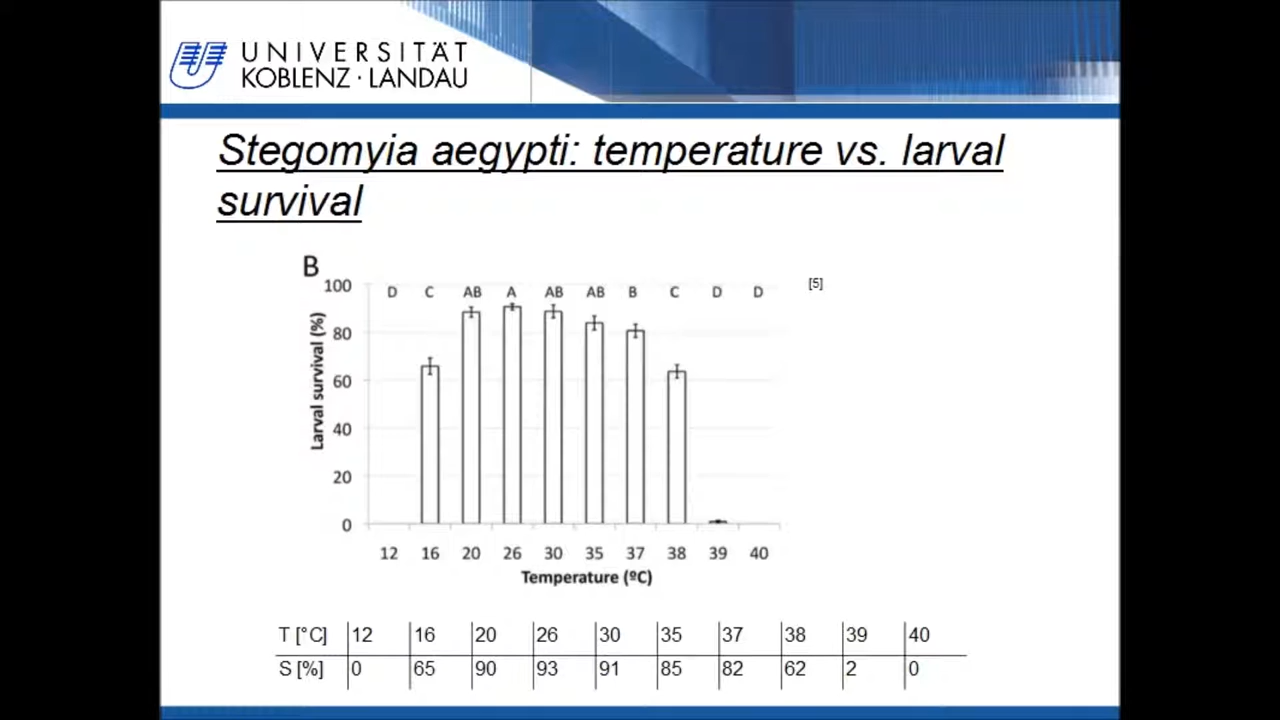 UNIVERSITÄT
KOBLENZ · LANDAU
Stegomyia aegypti: temperature vs. larval
survival
B
[5]
100
D C AB A AB AB B C D D
80
60
40
20
0
Larval survival (%)
12 16 20 26 30 35 37 38 39 40
Temperature (ºC)
T [°C] 12 16 20 26 30 35 37 38 39 40
S [%] 0 65 90 93 91 85 82 62 2 0